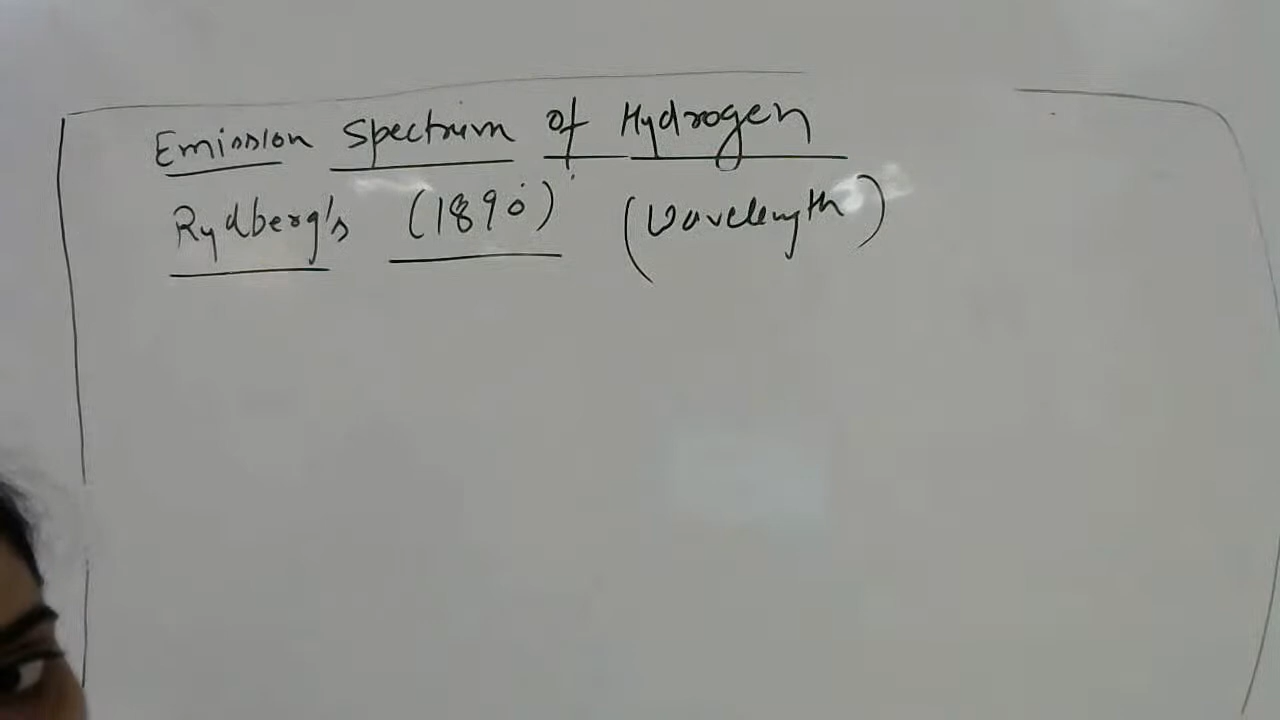 Emission Spectrum of Hydrogen
Rydberg's (1890) (Wavelength)